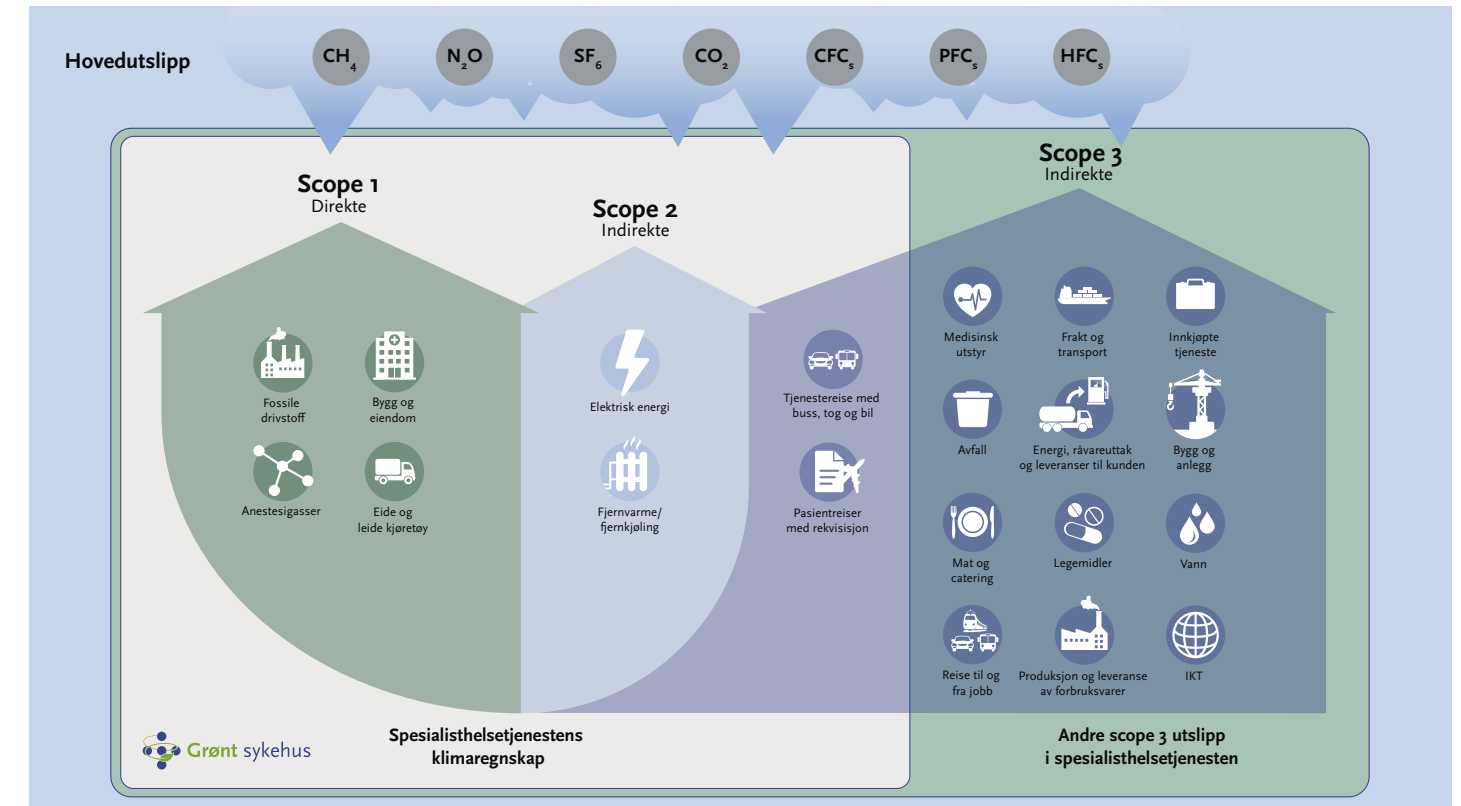 Hovedutslipp
CH₄
N₂O
SF₆
CO₂
CFCₛ
PFCₛ
HFCₛ
Scope 1
Direkte
Fossile
drivstoff
Bygg og
eiendom
Anestesigasser
Eide og
leide kjøretøy
Scope 2
Indirekte
Elektrisk energi
Fjernvarme/
fjernkjøling
Scope 3
Indirekte
Tjenestereise med
buss, tog og bil
Pasientreiser
med rekvisisjon
Medisinsk
utstyr
Frakt og
transport
Innkjøpte
tjeneste
Avfall
Energi, råvareuttak
og leveranser til kunden
Bygg og
anlegg
Mat og
catering
Legemidler
Vann
Reise til og
fra jobb
Produksjon og leveranse
av forbruksvarer
IKT
Grønt sykehus
Spesialisthelsetjenestens
klimaregnskap
Andre scope 3 utslipp
i spesialisthelsetjenesten